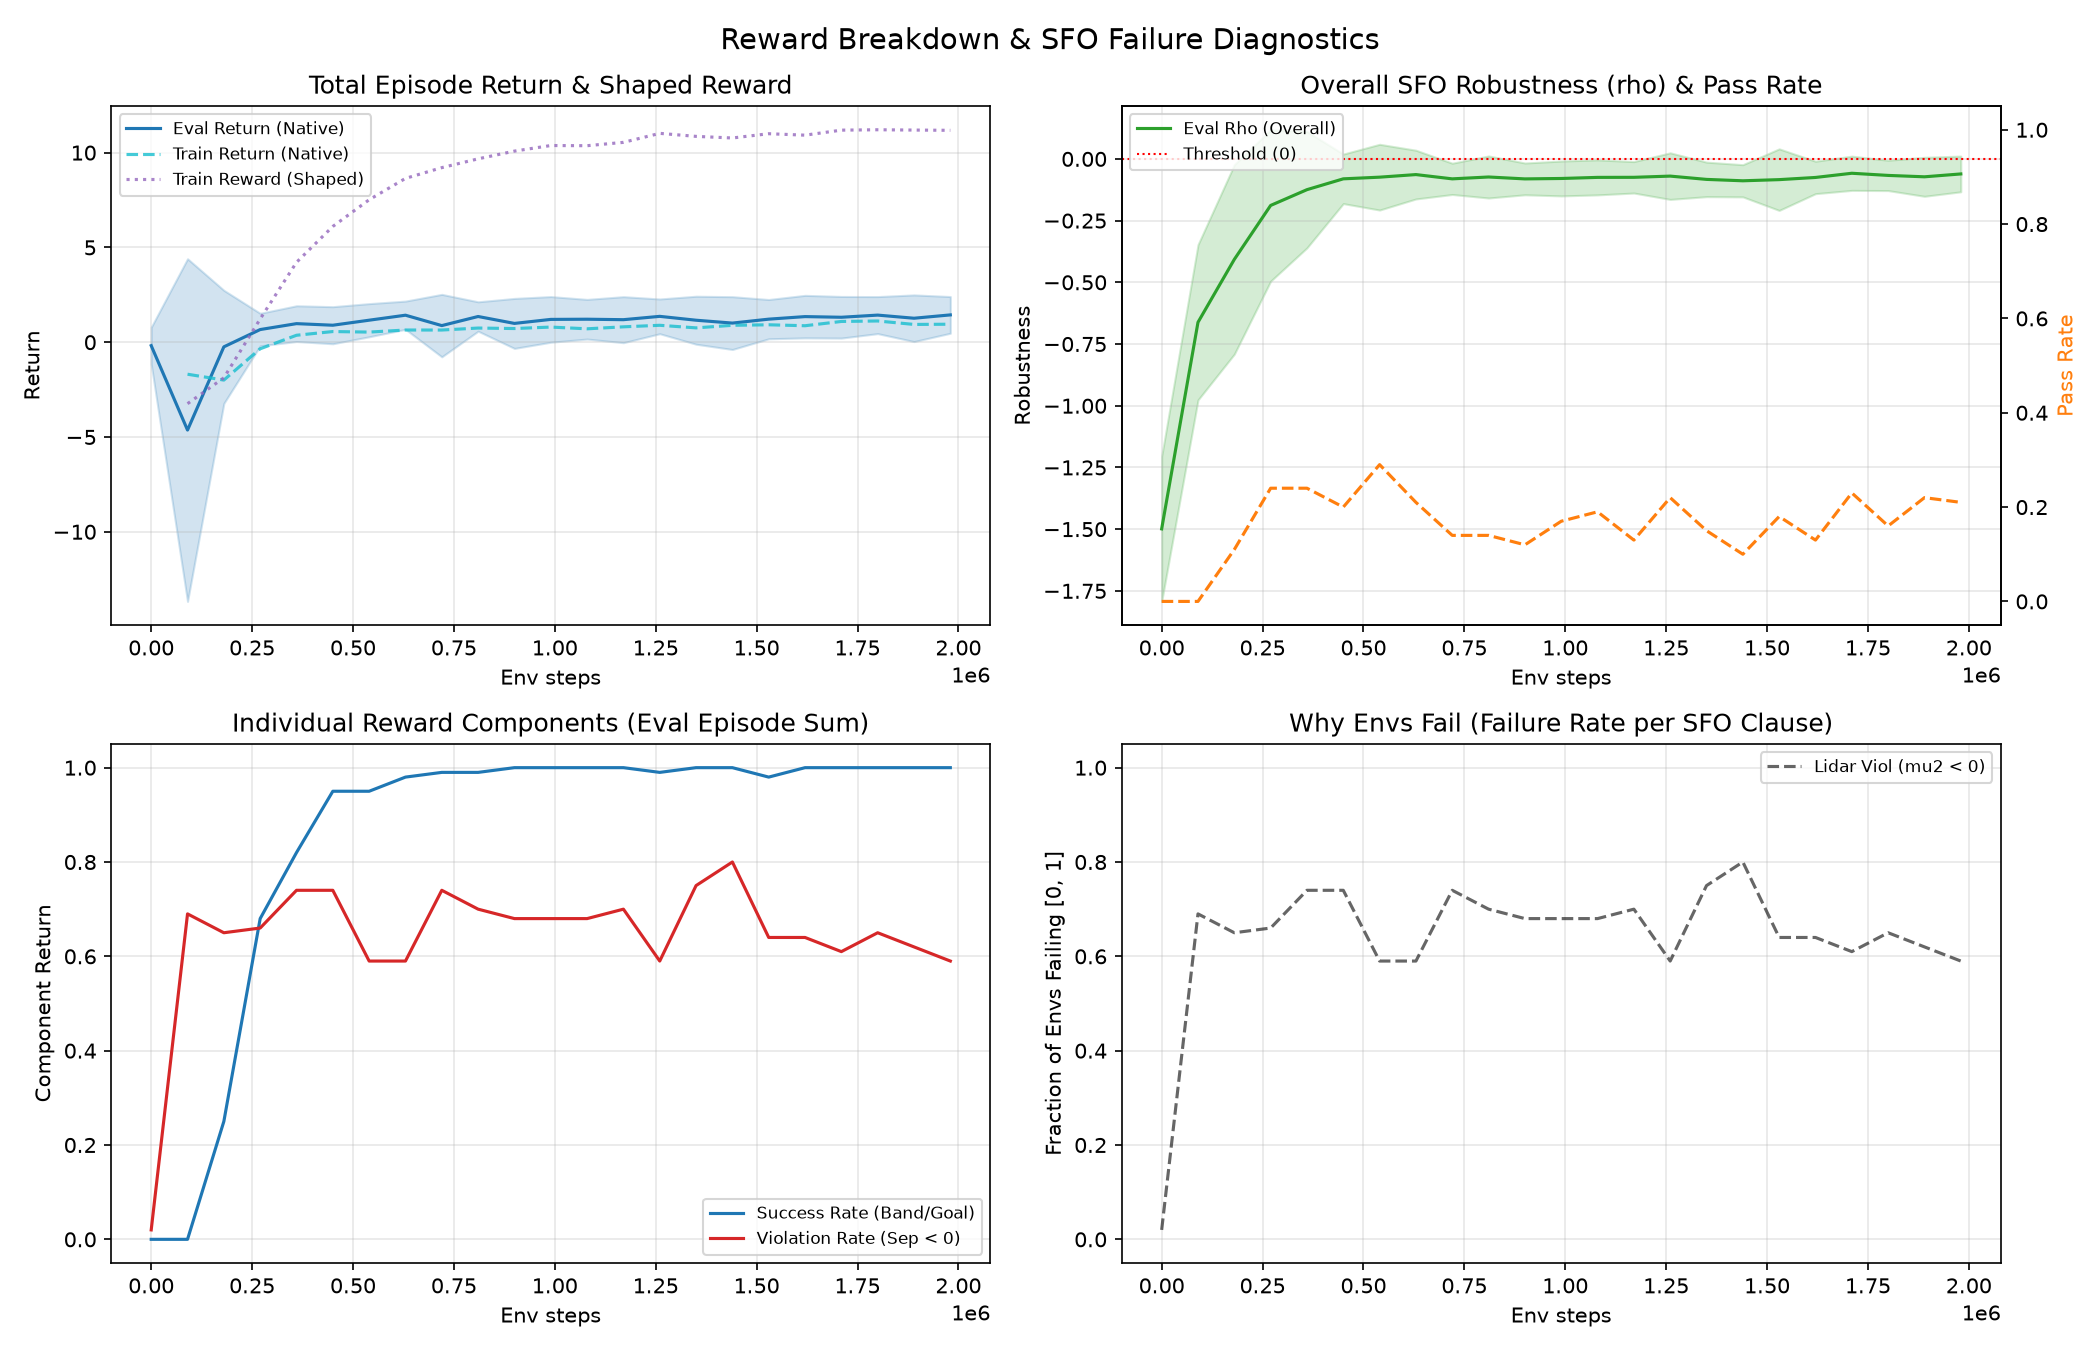 Reward Breakdown & SFO Failure Diagnostics
Total Episode Return & Shaped Reward
Eval Return (Native)
Train Return (Native)
Train Reward (Shaped)
Return
10
5
0
−5
−10
0.00 0.25 0.50 0.75 1.00 1.25 1.50 1.75 2.00
1e6
Env steps
Overall SFO Robustness (rho) & Pass Rate
Eval Rho (Overall)
Threshold (0)
Robustness
0.00
−0.25
−0.50
−0.75
−1.00
−1.25
−1.50
−1.75
Pass Rate
1.0
0.8
0.6
0.4
0.2
0.0
0.00 0.25 0.50 0.75 1.00 1.25 1.50 1.75 2.00
1e6
Env steps
Individual Reward Components (Eval Episode Sum)
Component Return
1.0
0.8
0.6
0.4
0.2
0.0
Success Rate (Band/Goal)
Violation Rate (Sep < 0)
0.00 0.25 0.50 0.75 1.00 1.25 1.50 1.75 2.00
1e6
Env steps
Why Envs Fail (Failure Rate per SFO Clause)
Lidar Viol (mu2 < 0)
Fraction of Envs Failing [0, 1]
1.0
0.8
0.6
0.4
0.2
0.0
0.00 0.25 0.50 0.75 1.00 1.25 1.50 1.75 2.00
1e6
Env steps